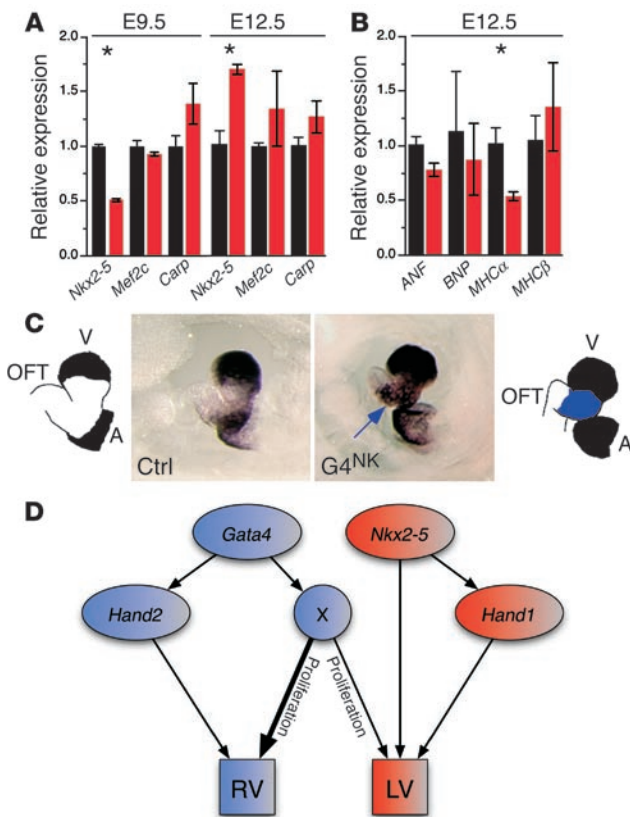 A
E9.5
E12.5
Relative expression
2.0
1.5
1.0
0.5
0.0
*
*
Nkx2-5
Mef2c
Carp
Nkx2-5
Mef2c
Carp
B
E12.5
Relative expression
2.0
1.5
1.0
0.5
0.0
*
ANF
BNP
MHCα
MHCβ
C
V
OFT
A
Ctrl
G4NK
V
OFT
A
D
Gata4
Nkx2-5
Hand2
X
Hand1
Proliferation
Proliferation
RV
LV